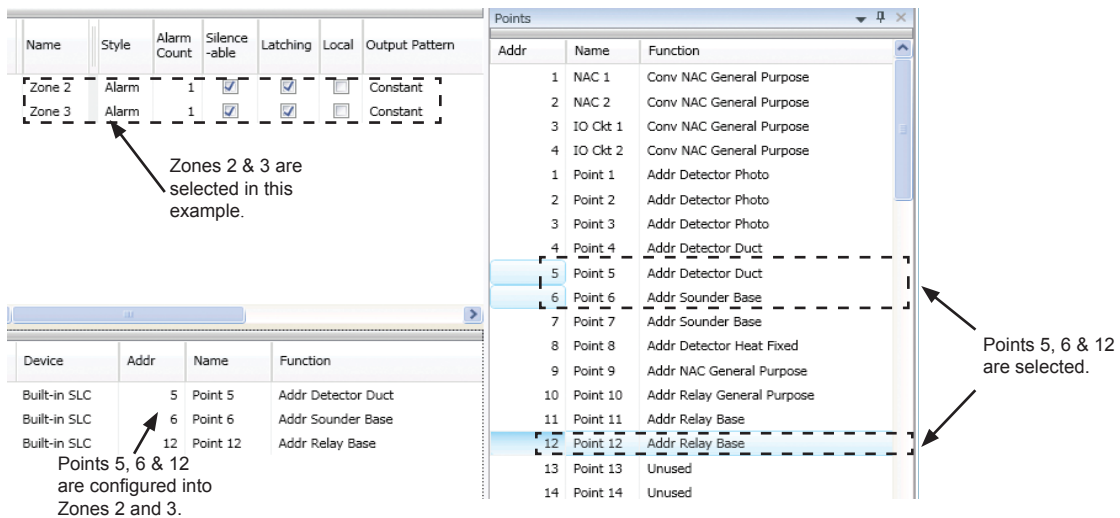 Name Style Alarm Count Silence -able Latching Local Output Pattern
Zone 2 Alarm 1 Constant
Zone 3 Alarm 1 Constant
Zones 2 & 3 are
selected in this
example.
Device Addr Name Function
Built-in SLC 5 Point 5 Addr Detector Duct
Built-in SLC 6 Point 6 Addr Sounder Base
Built-in SLC 12 Point 12 Addr Relay Base
Points 5, 6 & 12
are configured into
Zones 2 and 3.
Points
Addr Name Function
1 NAC 1 Conv NAC General Purpose
2 NAC 2 Conv NAC General Purpose
3 IO Ckt 1 Conv NAC General Purpose
4 IO Ckt 2 Conv NAC General Purpose
1 Point 1 Addr Detector Photo
2 Point 2 Addr Detector Photo
3 Point 3 Addr Detector Photo
4 Point 4 Addr Detector Duct
5 Point 5 Addr Detector Duct
6 Point 6 Addr Sounder Base
7 Point 7 Addr Sounder Base
8 Point 8 Addr Detector Heat Fixed
9 Point 9 Addr NAC General Purpose
10 Point 10 Addr Relay General Purpose
11 Point 11 Addr Relay Base
12 Point 12 Addr Relay Base
13 Point 13 Unused
14 Point 14 Unused
Points 5, 6 & 12
are selected.